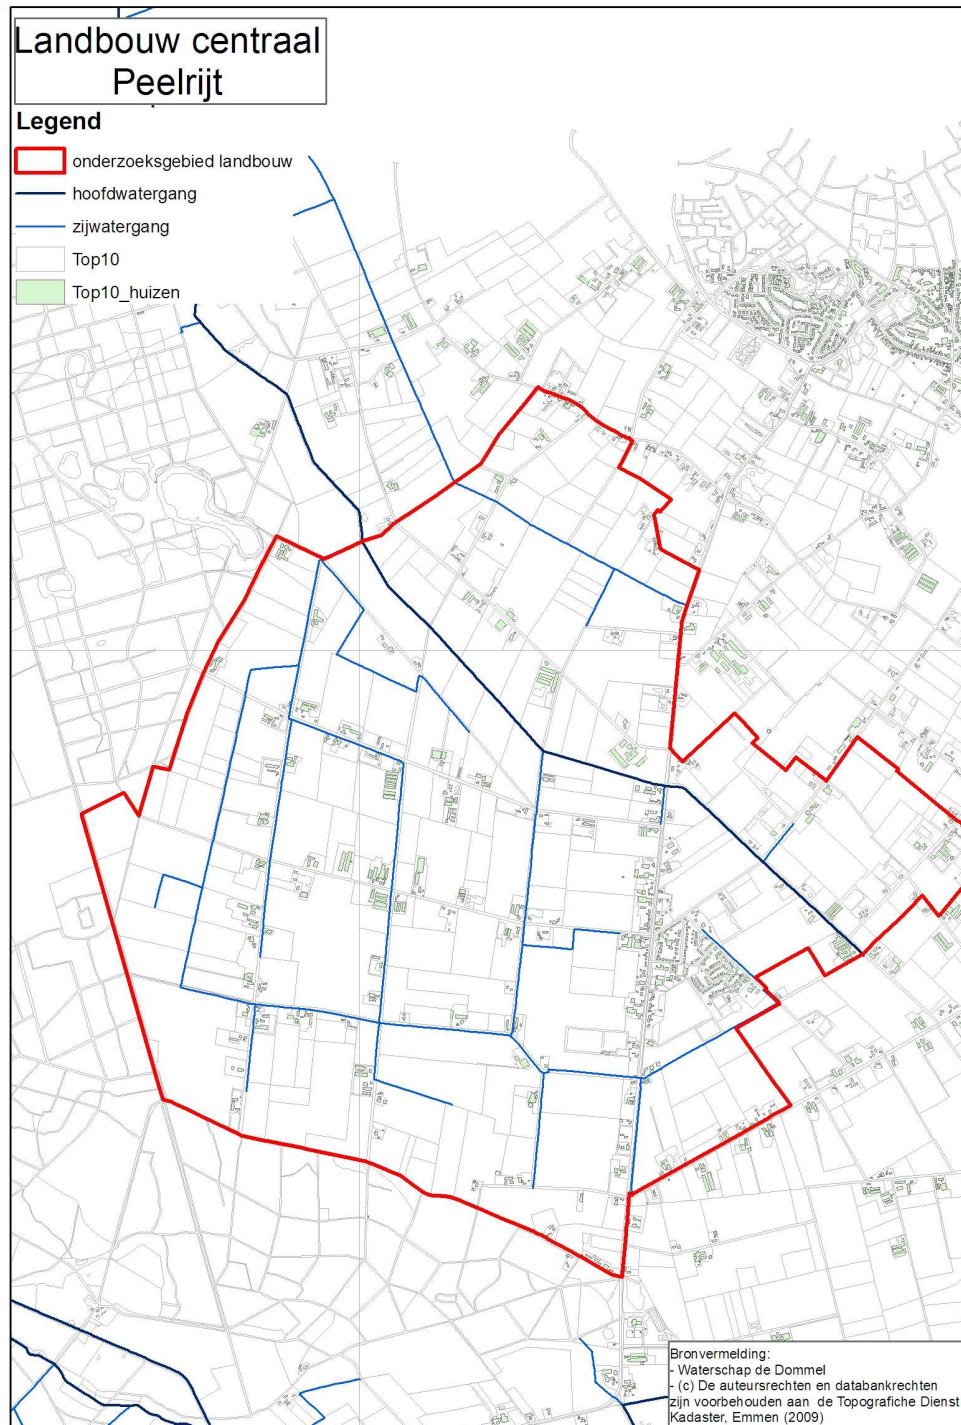 Landbouw centraal
Peelrijt
Legend
onderzoeksgebied landbouw
hoofdwatergang
zijwatergang
Top10
Top10_huizen
Bronvermelding:
- Waterschap de Dommel
- (c) De auteursrechten en databankrechten
zijn voorbehouden aan de Topografiche Dienst
Kadaster, Emmen (2009)